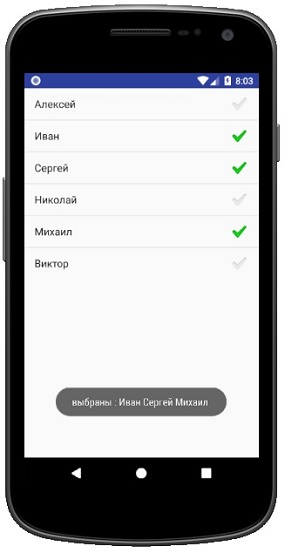 8:03
Алексей
Иван
Сергей
Николай
Михаил
Виктор
выбраны : Иван Сергей Михаил